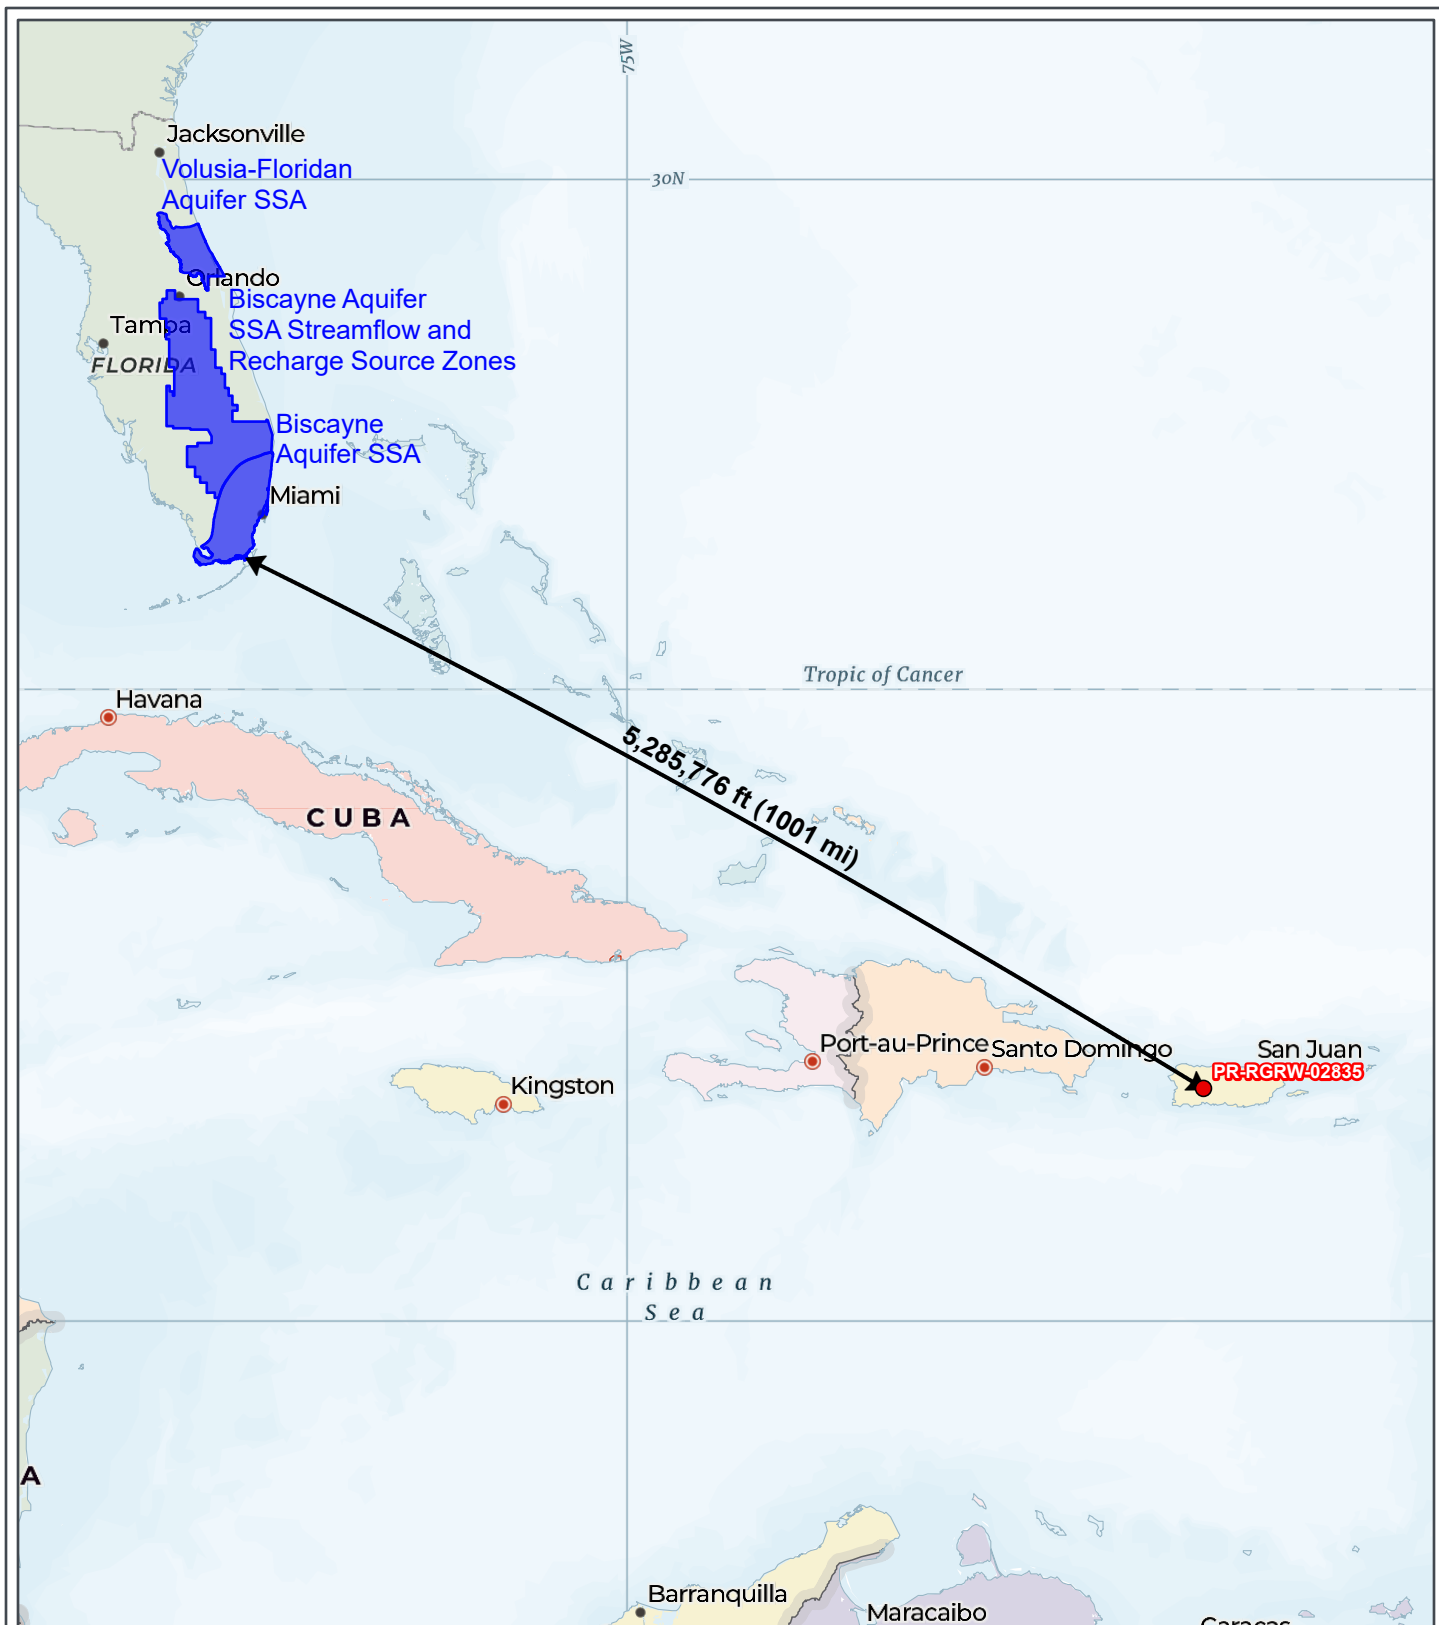 75W
Jacksonville
Volusia-Floridan
Aquifer SSA
30N
Orlando
Biscayne Aquifer
SSA Streamflow and
Recharge Source Zones
Tampa
FLORIDA
Biscayne
Aquifer SSA
Miami
Tropic of Cancer
Havana
5,285,776 ft (1001 mi)
CUBA
Port-au-Prince
Santo Domingo
San Juan
PR-RGRW-02835
Kingston
Caribbean
Sea
A
Barranquilla
Maracaibo
Caracas